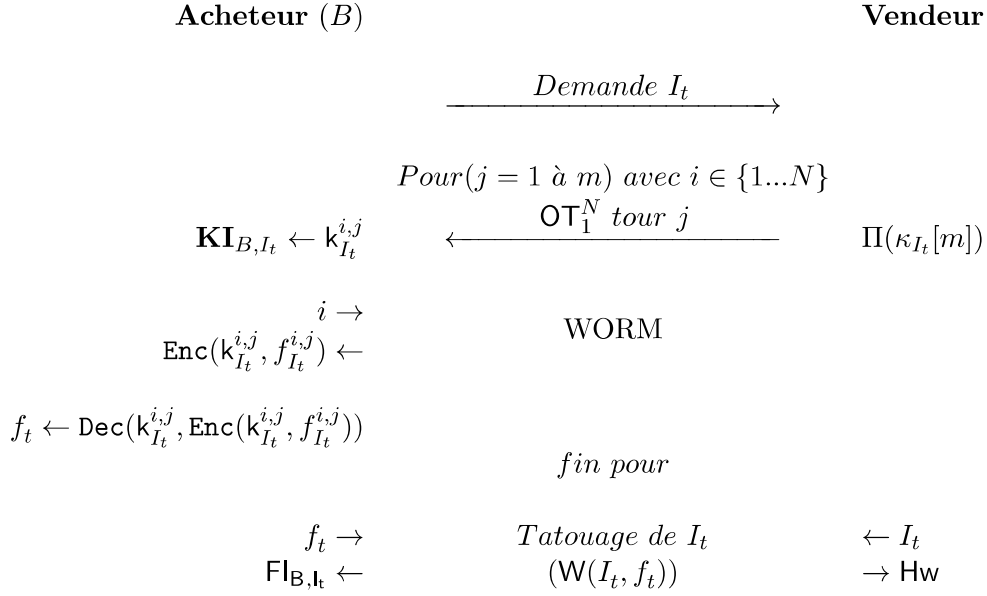 Acheteur (B) Vendeur
Demande I_t
Pour(j = 1 à m) avec i ∈ {1...N}
OT_1^N tour j
KI_{B,I_t} ← k_{I_t}^{i,j} Π(κ_{I_t}[m])
i →
WORM
Enc(k_{I_t}^{i,j}, f_{I_t}^{i,j}) ←
f_t ← Dec(k_{I_t}^{i,j}, Enc(k_{I_t}^{i,j}, f_{I_t}^{i,j}))
fin pour
f_t → Tatouage de I_t ← I_t
FI_{B,I_t} ← (W(I_t, f_t)) → Hw